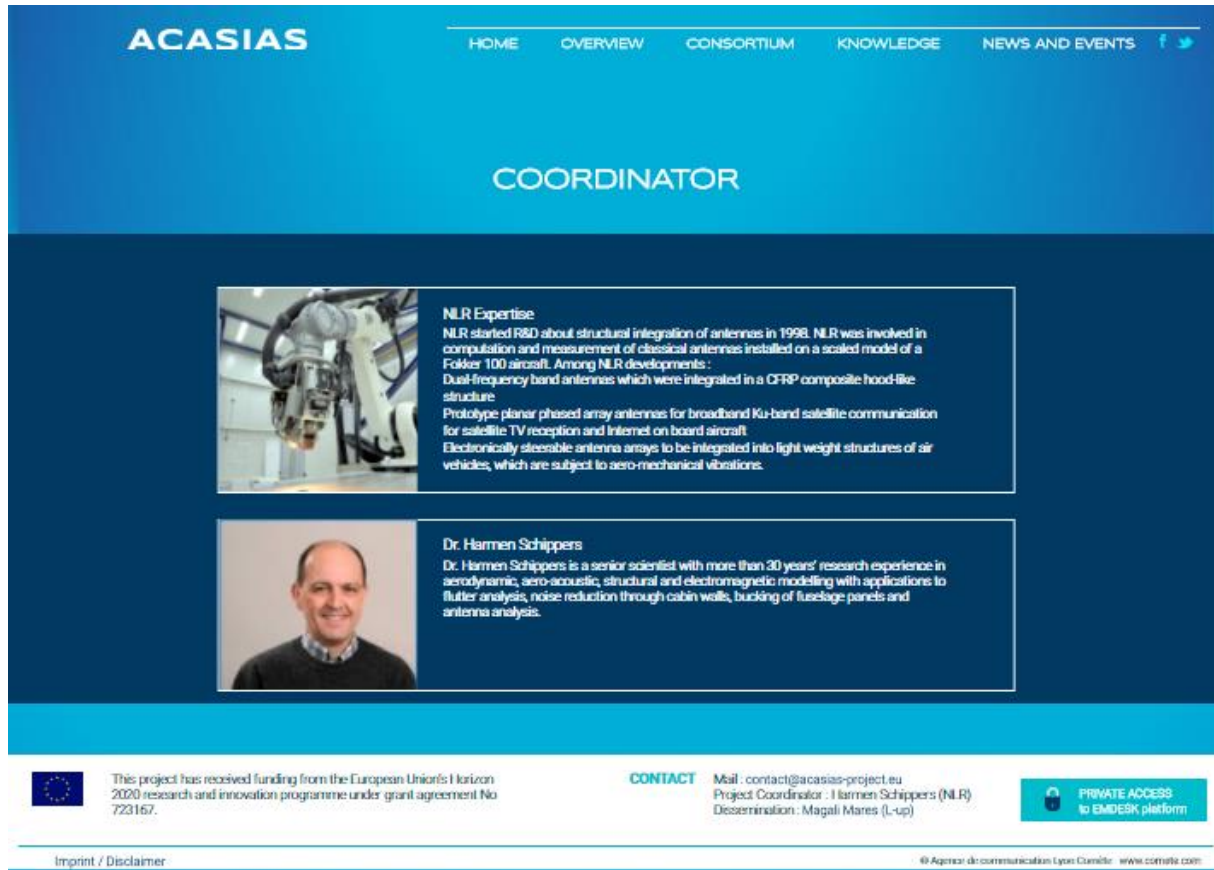 ACASIAS
HOME OVERVIEW CONSORTIUM KNOWLEDGE NEWS AND EVENTS
COORDINATOR
NLR Expertise
NLR started R&D about structural integration of antennas in 1998. NLR was involved in
computation and measurement of classical antennas installed on a scaled model of a
Fokker 100 aircraft. Among NLR developments :
Dual-frequency band antennas which were integrated in a CFRP composite hood-like
structure
Prototype planar phased array antennas for broadband Ku-band satellite communication
for satellite TV reception and Internet on board aircraft
Electronically steerable antenna arrays to be integrated into light weight structures of air
vehicles, which are subject to aero-mechanical vibrations.
Dr. Harmen Schippers
Dr. Harmen Schippers is a senior scientist with more than 30 years' research experience in
aerodynamic, aero-acoustic, structural and electromagnetic modelling with applications to
flutter analysis, noise reduction through cabin walls, bucking of fuselage panels and
antenna analysis.
This project has received funding from the European Union's Horizon
2020 research and innovation programme under grant agreement No
723167.
CONTACT
Mail : contact@acasias-project.eu
Project Coordinator : Harmen Schippers (NLR)
Dissemination : Magali Mares (L-up)
PRIVATE ACCESS
to EMDESK platform
Imprint / Disclaimer
© Agence de communication Lyon Comète www.comete.com